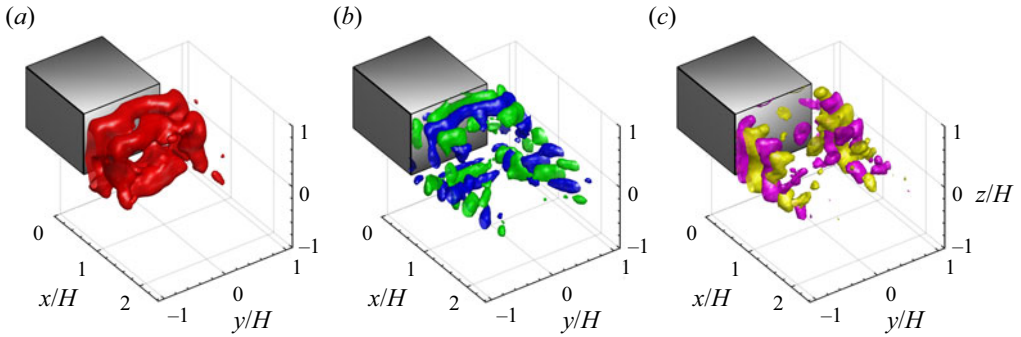 (a) (b) (c)
1 1 1
0 0 0 z/H
0 −1 0 −1 0 −1
1 1 1 1 1 1
x/H 2 0 x/H 2 0 x/H 2 0
−1 y/H −1 y/H −1 y/H